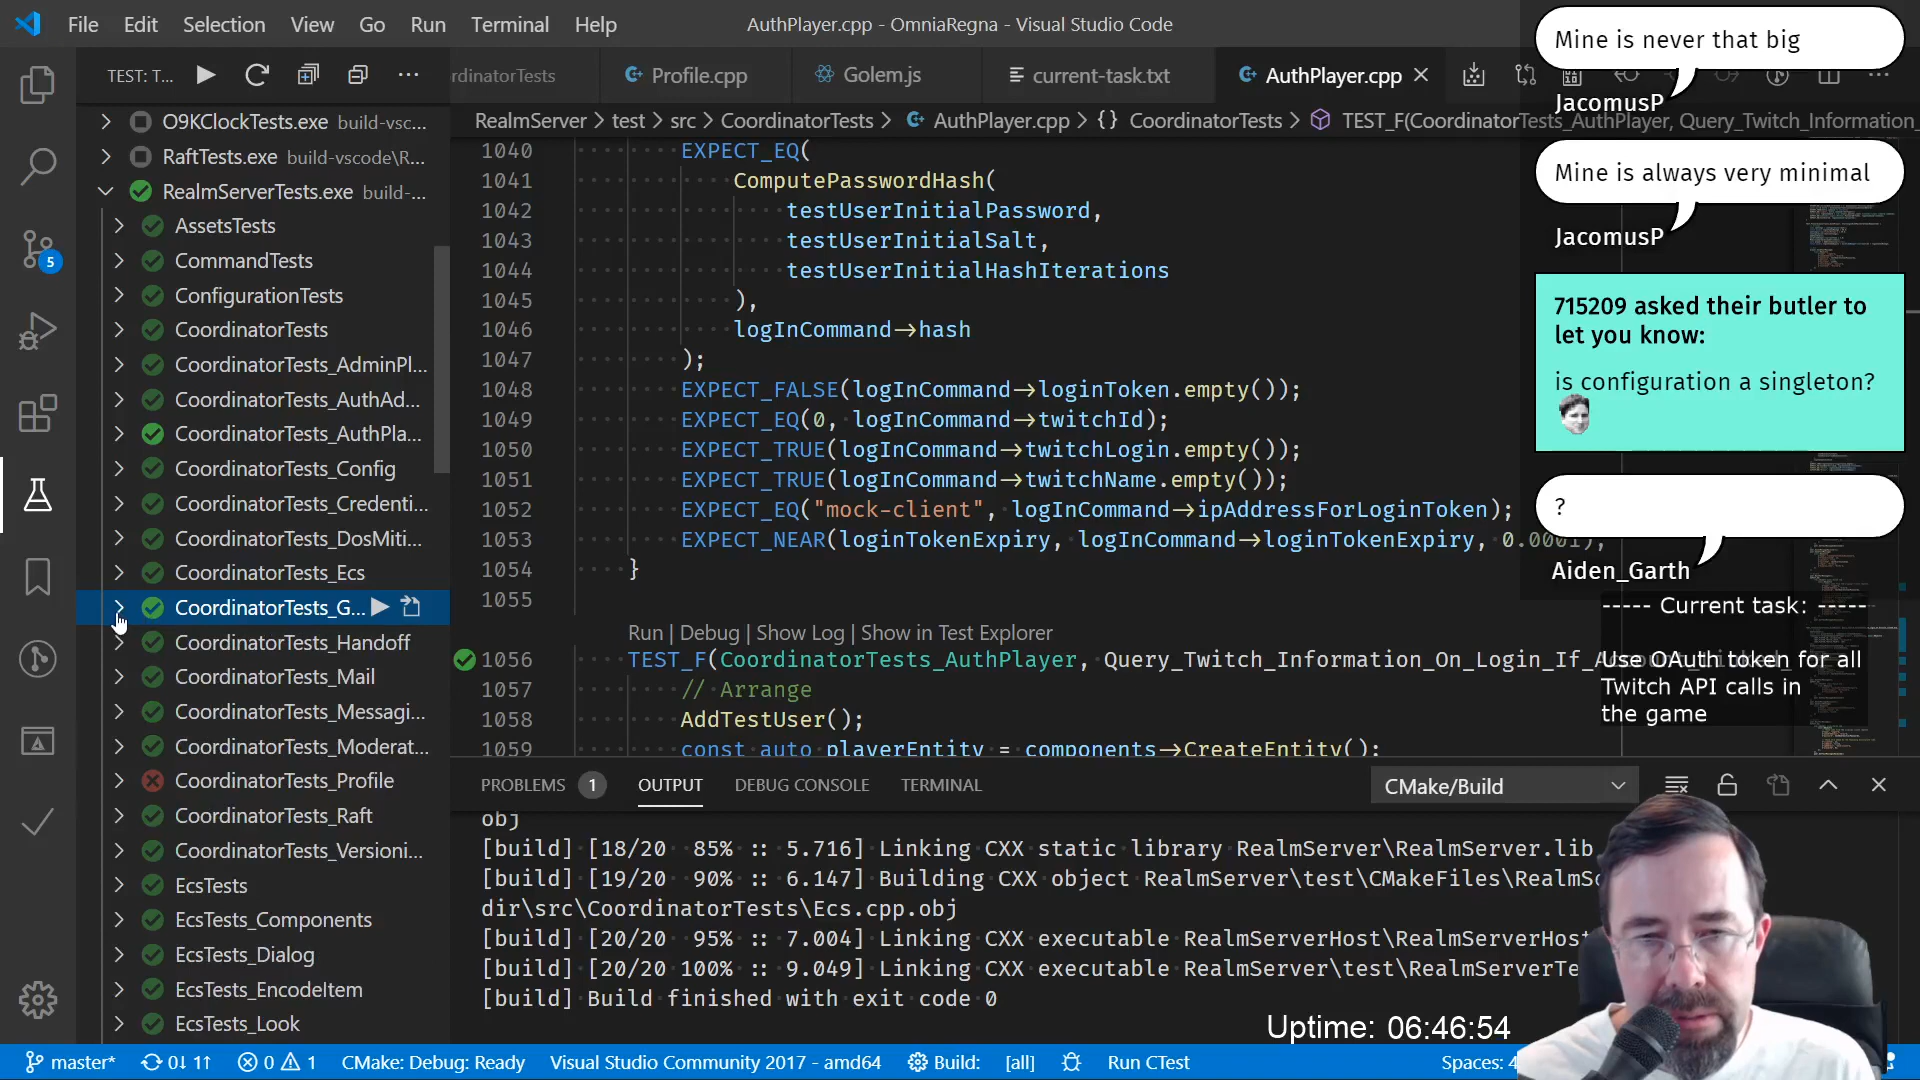 File Edit Selection View Go Run Terminal Help
AuthPlayer.cpp - OmniaRegna - Visual Studio Code
TEST: T...
rdinatorTests
Profile.cpp
Golem.js
current-task.txt
AuthPlayer.cpp
RealmServer > test > src > CoordinatorTests > AuthPlayer.cpp > {} CoordinatorTests > TEST_F(CoordinatorTests_AuthPlayer, Query_Twitch_Information_
O9KClockTests.exe build-vsc...
RaftTests.exe build-vscode\R...
RealmServerTests.exe build-...
AssetsTests
CommandTests
ConfigurationTests
CoordinatorTests
CoordinatorTests_AdminPl...
CoordinatorTests_AuthAd...
CoordinatorTests_AuthPla...
CoordinatorTests_Config
CoordinatorTests_Credenti...
CoordinatorTests_DosMiti...
CoordinatorTests_Ecs
CoordinatorTests_G...
CoordinatorTests_Handoff
CoordinatorTests_Mail
CoordinatorTests_Messagi...
CoordinatorTests_Moderat...
CoordinatorTests_Profile
CoordinatorTests_Raft
CoordinatorTests_Versioni...
EcsTests
EcsTests_Components
EcsTests_Dialog
EcsTests_EncodeItem
EcsTests_Look
5
1040 EXPECT_EQ(
1041 ComputePasswordHash(
1042 testUserInitialPassword,
1043 testUserInitialSalt,
1044 testUserInitialHashIterations
1045 ),
1046 logInCommand→hash
1047 );
1048 EXPECT_FALSE(logInCommand→loginToken.empty());
1049 EXPECT_EQ(0, logInCommand→twitchId);
1050 EXPECT_TRUE(logInCommand→twitchLogin.empty());
1051 EXPECT_TRUE(logInCommand→twitchName.empty());
1052 EXPECT_EQ("mock-client", logInCommand→ipAddressForLoginToken);
1053 EXPECT_NEAR(loginTokenExpiry, logInCommand→loginTokenExpiry, 0.0001);
1054 }
1055
Run | Debug | Show Log | Show in Test Explorer
1056 TEST_F(CoordinatorTests_AuthPlayer, Query_Twitch_Information_On_Login_If_A
1057 // Arrange
1058 AddTestUser();
1059 const auto playerEntity = components→CreateEntity();
Mine is never that big
JacomusP
Mine is always very minimal
JacomusP
715209 asked their butler to
let you know:
is configuration a singleton?
?
Aiden_Garth
----- Current task: -----
Use OAuth token for all
Twitch API calls in
the game
PROBLEMS 1 OUTPUT DEBUG CONSOLE TERMINAL
CMake/Build
obj
[build] [18/20 85% :: 5.716] Linking CXX static library RealmServer\RealmServer.lib
[build] [19/20 90% :: 6.147] Building CXX object RealmServer\test\CMakeFiles\RealmSe
dir\src\CoordinatorTests\Ecs.cpp.obj
[build] [20/20 95% :: 7.004] Linking CXX executable RealmServerHost\RealmServerHos
[build] [20/20 100% :: 9.049] Linking CXX executable RealmServer\test\RealmServerTe
[build] Build finished with exit code 0
Uptime: 06:46:54
master* 0↓ 1↑ 0 1 CMake: Debug: Ready Visual Studio Community 2017 - amd64 Build: [all] Run CTest Spaces: 4